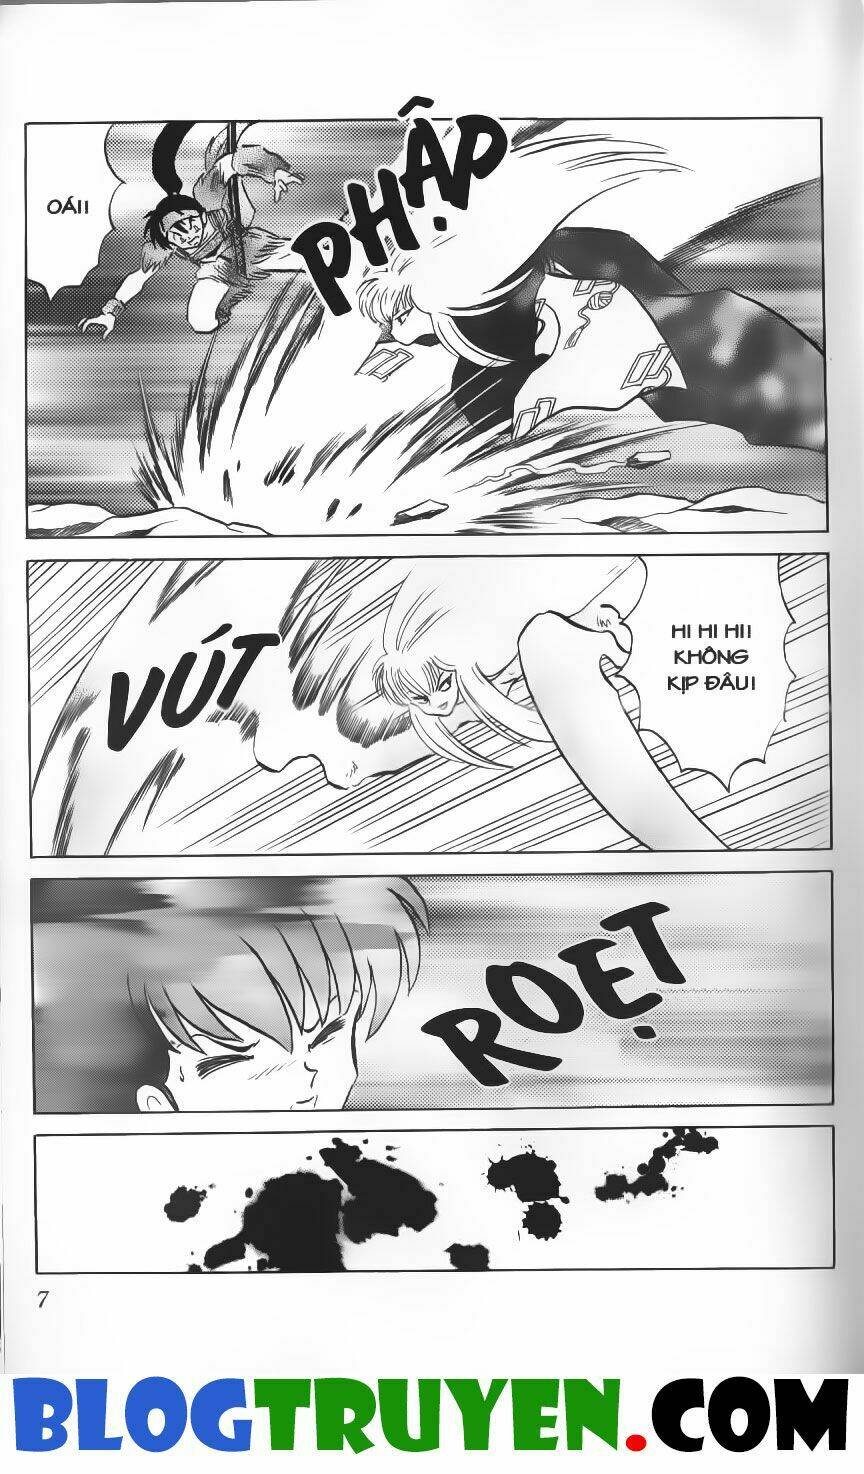 OÁI!
PHẬP
VÚT
HI HI HI!
KHÔNG
KỊP ĐÂU!
ROẸT
7
BLOGTRUYEN.COM